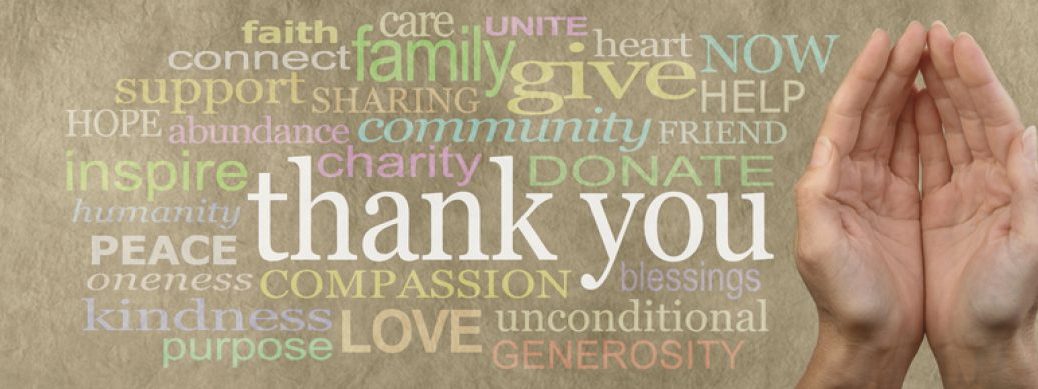 faith care UNITE
connect family heart NOW
support SHARING give HELP
HOPE abundance community FRIEND
inspire charity DONATE
humanity thank you
PEACE
oneness COMPASSION blessings
kindness LOVE unconditional
purpose GENEROSITY